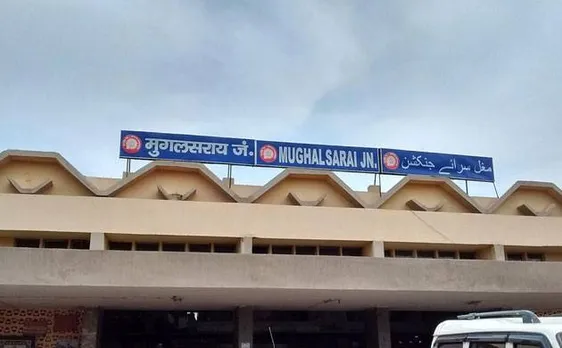 मुगलसराय जं.
MUGHALSARAI JN.
مغل سرائے جنکشن